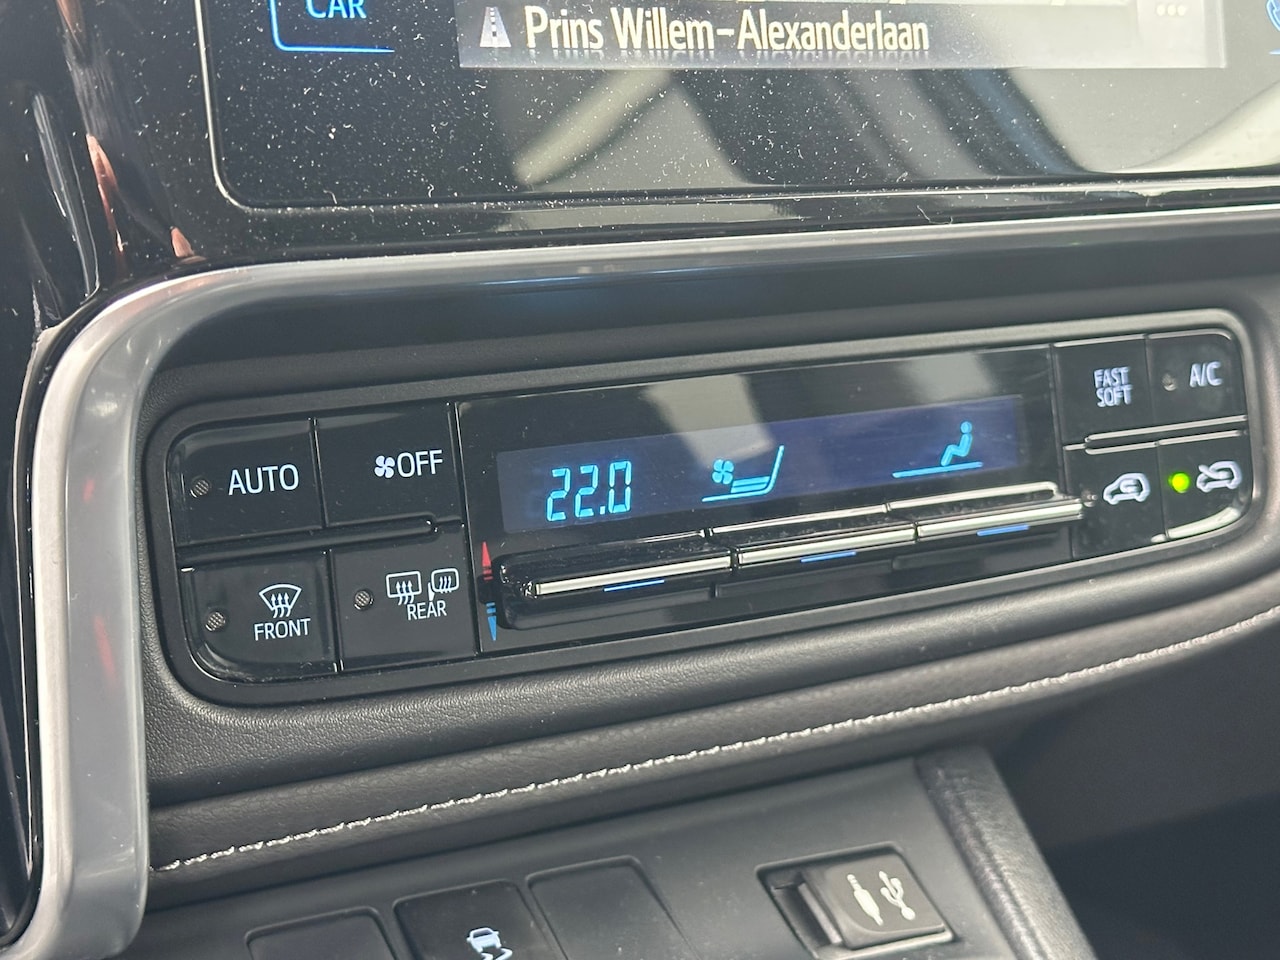 CAR
Prins Willem-Alexanderlaan
FAST
SOFT
A/C
AUTO
OFF
22.0
FRONT
REAR